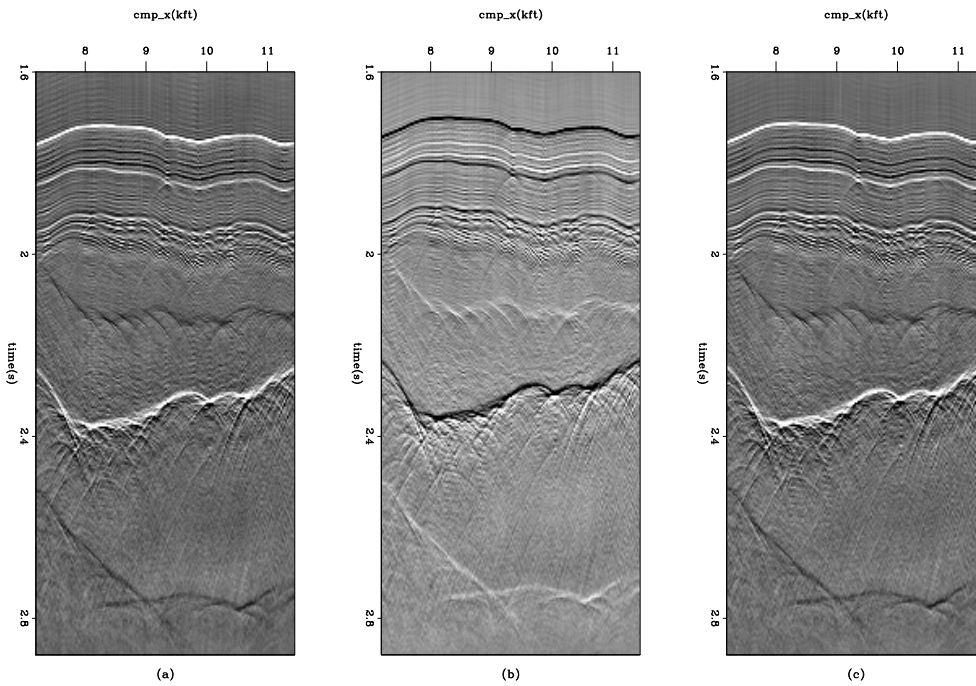 cmp_x(kft) cmp_x(kft) cmp_x(kft)
8 9 10 11 8 9 10 11 8 9 10 11
1.6 1.6 1.6
2 2 2
time(s) time(s) time(s)
2.4 2.4 2.4
2.8 2.8 2.8
(a) (b) (c)